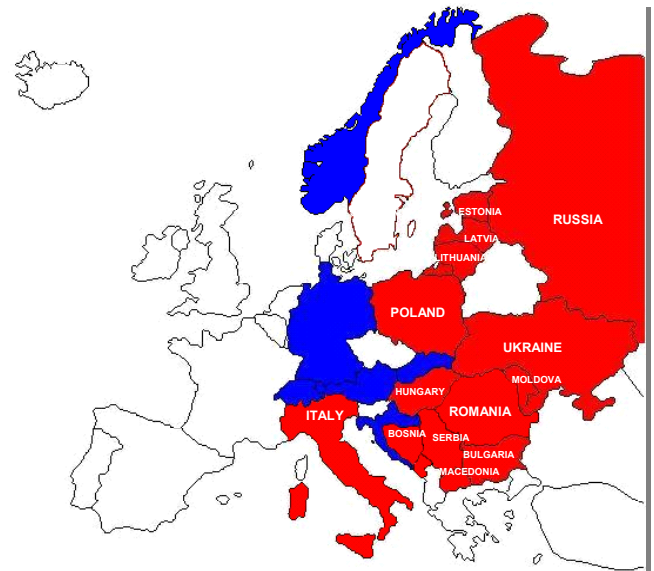 ESTONIA
RUSSIA
LATVIA
LITHUANIA
POLAND
UKRAINE
MOLDOVA
HUNGARY
ITALY
ROMANIA
BOSNIA
SERBIA
BULGARIA
MACEDONIA